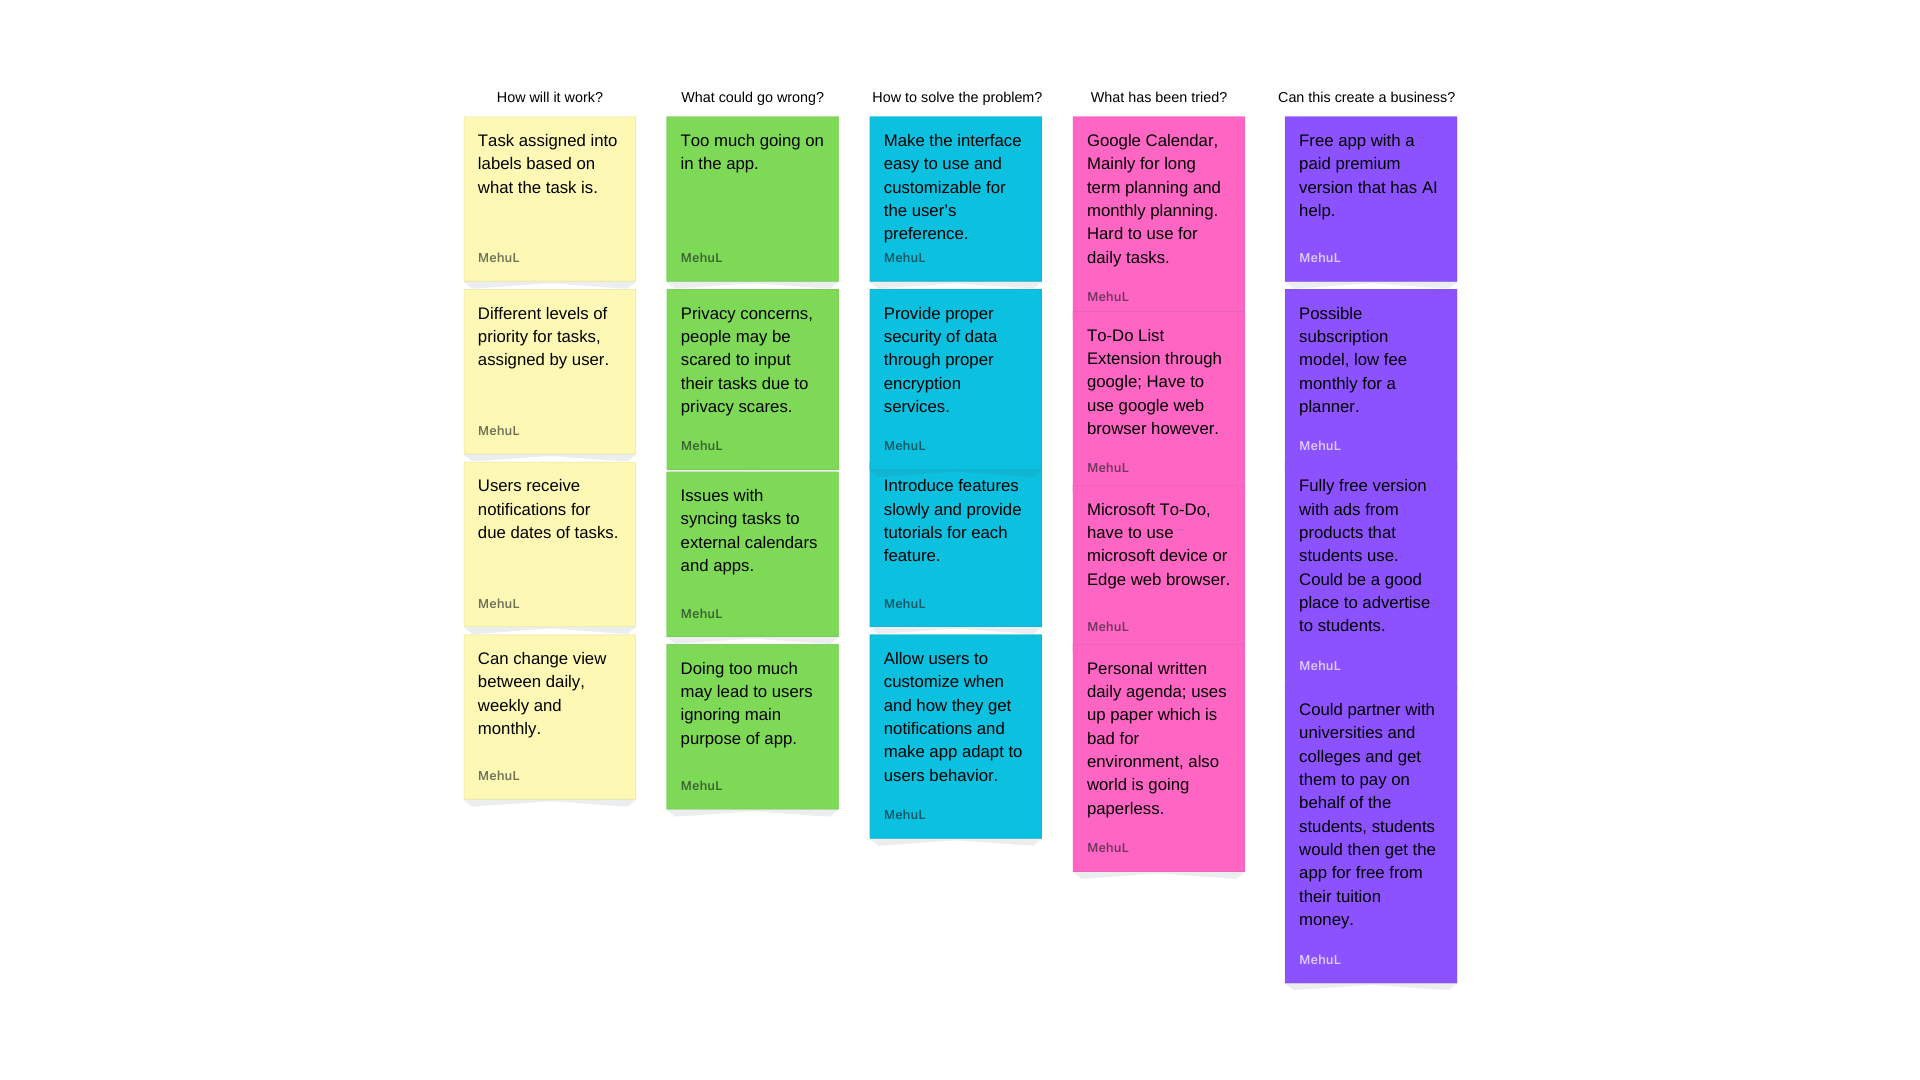 How will it work?
Task assigned into
labels based on
what the task is.
MehuL
Different levels of
priority for tasks,
assigned by user.
MehuL
Users receive
notifications for
due dates of tasks.
MehuL
Can change view
between daily,
weekly and
monthly.
MehuL
What could go wrong?
Too much going on
in the app.
MehuL
Privacy concerns,
people may be
scared to input
their tasks due to
privacy scares.
MehuL
Issues with
syncing tasks to
external calendars
and apps.
MehuL
Doing too much
may lead to users
ignoring main
purpose of app.
MehuL
How to solve the problem?
Make the interface
easy to use and
customizable for
the user's
preference.
MehuL
Provide proper
security of data
through proper
encryption
services.
MehuL
Introduce features
slowly and provide
tutorials for each
feature.
MehuL
Allow users to
customize when
and how they get
notifications and
make app adapt to
users behavior.
MehuL
What has been tried?
Google Calendar,
Mainly for long
term planning and
monthly planning.
Hard to use for
daily tasks.
MehuL
To-Do List
Extension through
google; Have to
use google web
browser however.
MehuL
Microsoft To-Do,
have to use
microsoft device or
Edge web browser.
MehuL
Personal written
daily agenda; uses
up paper which is
bad for
environment, also
world is going
paperless.
MehuL
Can this create a business?
Free app with a
paid premium
version that has AI
help.
MehuL
Possible
subscription
model, low fee
monthly for a
planner.
MehuL
Fully free version
with ads from
products that
students use.
Could be a good
place to advertise
to students.
MehuL
Could partner with
universities and
colleges and get
them to pay on
behalf of the
students, students
would then get the
app for free from
their tuition
money.
MehuL